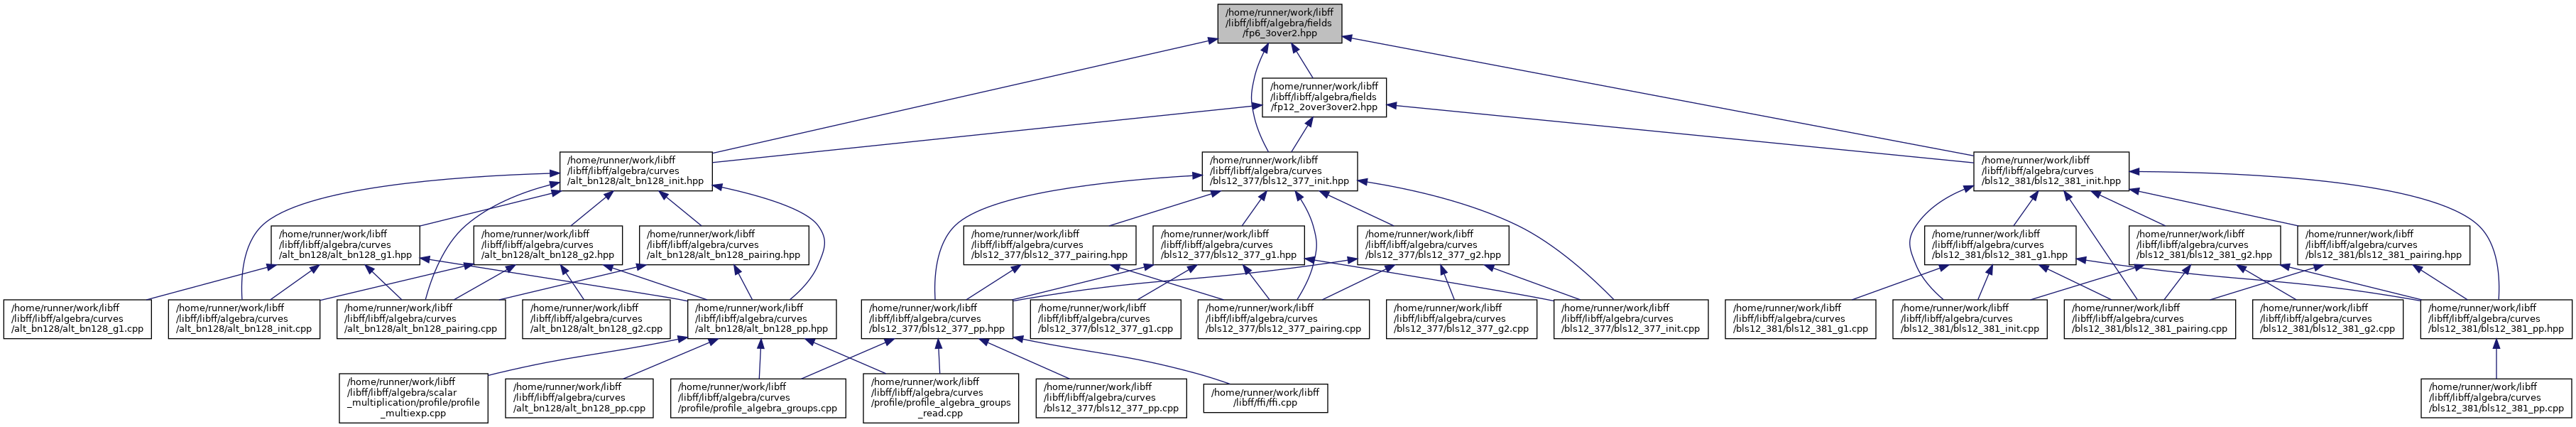 /home/runner/work/libff
/libff/libff/algebra/fields
/fp6_3over2.hpp
/home/runner/work/libff
/libff/libff/algebra/fields
/fp12_2over3over2.hpp
/home/runner/work/libff
/libff/libff/algebra/curves
/alt_bn128/alt_bn128_init.hpp
/home/runner/work/libff
/libff/libff/algebra/curves
/bls12_377/bls12_377_init.hpp
/home/runner/work/libff
/libff/libff/algebra/curves
/bls12_381/bls12_381_init.hpp
/home/runner/work/libff
/libff/libff/algebra/curves
/alt_bn128/alt_bn128_g1.hpp
/home/runner/work/libff
/libff/libff/algebra/curves
/alt_bn128/alt_bn128_g2.hpp
/home/runner/work/libff
/libff/libff/algebra/curves
/alt_bn128/alt_bn128_pairing.hpp
/home/runner/work/libff
/libff/libff/algebra/curves
/bls12_377/bls12_377_pairing.hpp
/home/runner/work/libff
/libff/libff/algebra/curves
/bls12_377/bls12_377_g1.hpp
/home/runner/work/libff
/libff/libff/algebra/curves
/bls12_377/bls12_377_g2.hpp
/home/runner/work/libff
/libff/libff/algebra/curves
/bls12_381/bls12_381_g1.hpp
/home/runner/work/libff
/libff/libff/algebra/curves
/bls12_381/bls12_381_g2.hpp
/home/runner/work/libff
/libff/libff/algebra/curves
/bls12_381/bls12_381_pairing.hpp
/home/runner/work/libff
/libff/libff/algebra/curves
/alt_bn128/alt_bn128_g1.cpp
/home/runner/work/libff
/libff/libff/algebra/curves
/alt_bn128/alt_bn128_init.cpp
/home/runner/work/libff
/libff/libff/algebra/curves
/alt_bn128/alt_bn128_pairing.cpp
/home/runner/work/libff
/libff/libff/algebra/curves
/alt_bn128/alt_bn128_g2.cpp
/home/runner/work/libff
/libff/libff/algebra/curves
/alt_bn128/alt_bn128_pp.hpp
/home/runner/work/libff
/libff/libff/algebra/curves
/bls12_377/bls12_377_pp.hpp
/home/runner/work/libff
/libff/libff/algebra/curves
/bls12_377/bls12_377_g1.cpp
/home/runner/work/libff
/libff/libff/algebra/curves
/bls12_377/bls12_377_pairing.cpp
/home/runner/work/libff
/libff/libff/algebra/curves
/bls12_377/bls12_377_g2.cpp
/home/runner/work/libff
/libff/libff/algebra/curves
/bls12_377/bls12_377_init.cpp
/home/runner/work/libff
/libff/libff/algebra/curves
/bls12_381/bls12_381_g1.cpp
/home/runner/work/libff
/libff/libff/algebra/curves
/bls12_381/bls12_381_init.cpp
/home/runner/work/libff
/libff/libff/algebra/curves
/bls12_381/bls12_381_pairing.cpp
/home/runner/work/libff
/libff/libff/algebra/curves
/bls12_381/bls12_381_g2.cpp
/home/runner/work/libff
/libff/libff/algebra/curves
/bls12_381/bls12_381_pp.hpp
/home/runner/work/libff
/libff/libff/algebra/scalar
_multiplication/profile/profile
_multiexp.cpp
/home/runner/work/libff
/libff/libff/algebra/curves
/alt_bn128/alt_bn128_pp.cpp
/home/runner/work/libff
/libff/libff/algebra/curves
/profile/profile_algebra_groups.cpp
/home/runner/work/libff
/libff/libff/algebra/curves
/profile/profile_algebra_groups
_read.cpp
/home/runner/work/libff
/libff/libff/algebra/curves
/bls12_377/bls12_377_pp.cpp
/home/runner/work/libff
/libff/ffi/ffi.cpp
/home/runner/work/libff
/libff/libff/algebra/curves
/bls12_381/bls12_381_pp.cpp